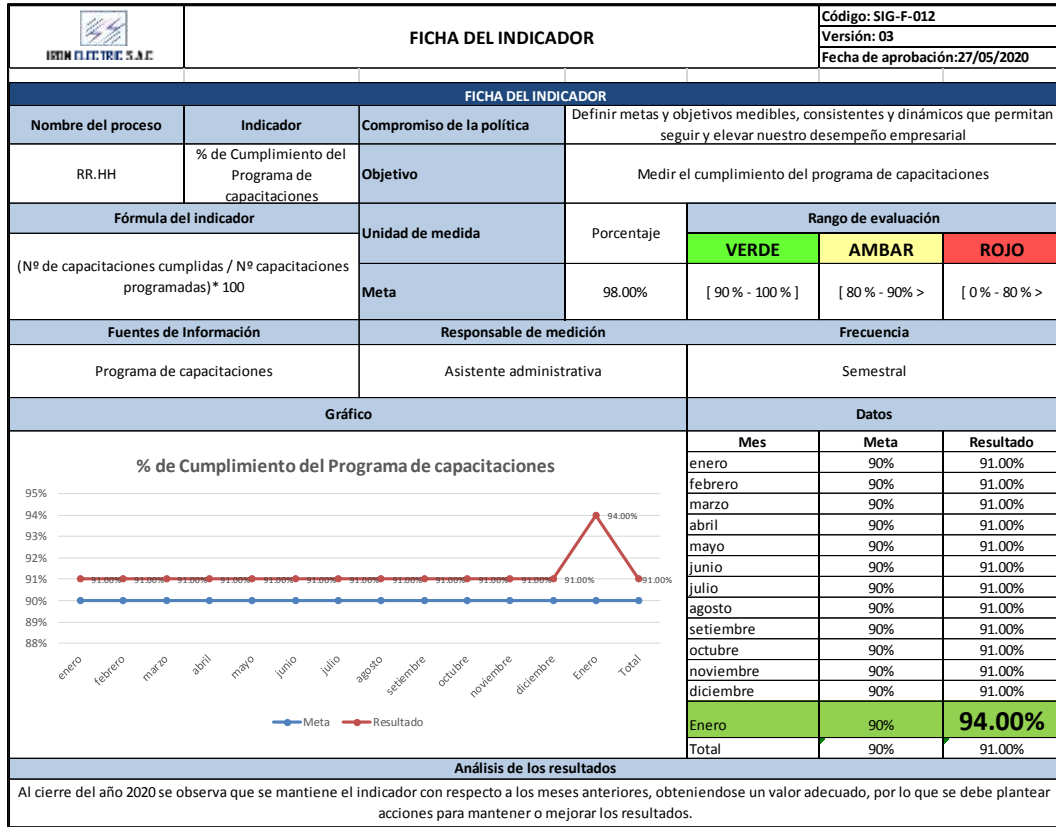 IRON ELECTRIC S.A.C.
FICHA DEL INDICADOR
Código: SIG-F-012
Versión: 03
Fecha de aprobación:27/05/2020
FICHA DEL INDICADOR
Nombre del proceso
Indicador
Compromiso de la política
Definir metas y objetivos medibles, consistentes y dinámicos que permitan
seguir y elevar nuestro desempeño empresarial
RR.HH
% de Cumplimiento del
Programa de
capacitaciones
Objetivo
Medir el cumplimiento del programa de capacitaciones
Fórmula del indicador
Unidad de medida
Porcentaje
Rango de evaluación
VERDE
AMBAR
ROJO
(Nº de capacitaciones cumplidas / Nº capacitaciones
programadas)* 100
Meta
98.00%
[ 90 % - 100 % ]
[ 80 % - 90% >
[ 0 % - 80 % >
Fuentes de Información
Responsable de medición
Frecuencia
Programa de capacitaciones
Asistente administrativa
Semestral
Gráfico
Datos
% de Cumplimiento del Programa de capacitaciones
95%
94%
93%
92%
91%
90%
89%
88%
94.00%
91.00% 91.00% 91.00% 91.00% 91.00% 91.00% 91.00% 91.00% 91.00% 91.00% 91.00% 91.00% 91.00%
enero febrero marzo abril mayo junio julio agosto setiembre octubre noviembre diciembre Enero Total
Meta Resultado
Mes Meta Resultado
enero 90% 91.00%
febrero 90% 91.00%
marzo 90% 91.00%
abril 90% 91.00%
mayo 90% 91.00%
junio 90% 91.00%
julio 90% 91.00%
agosto 90% 91.00%
setiembre 90% 91.00%
octubre 90% 91.00%
noviembre 90% 91.00%
diciembre 90% 91.00%
Enero 90% 94.00%
Total 90% 91.00%
Análisis de los resultados
Al cierre del año 2020 se observa que se mantiene el indicador con respecto a los meses anteriores, obteniendose un valor adecuado, por lo que se debe plantear
acciones para mantener o mejorar los resultados.